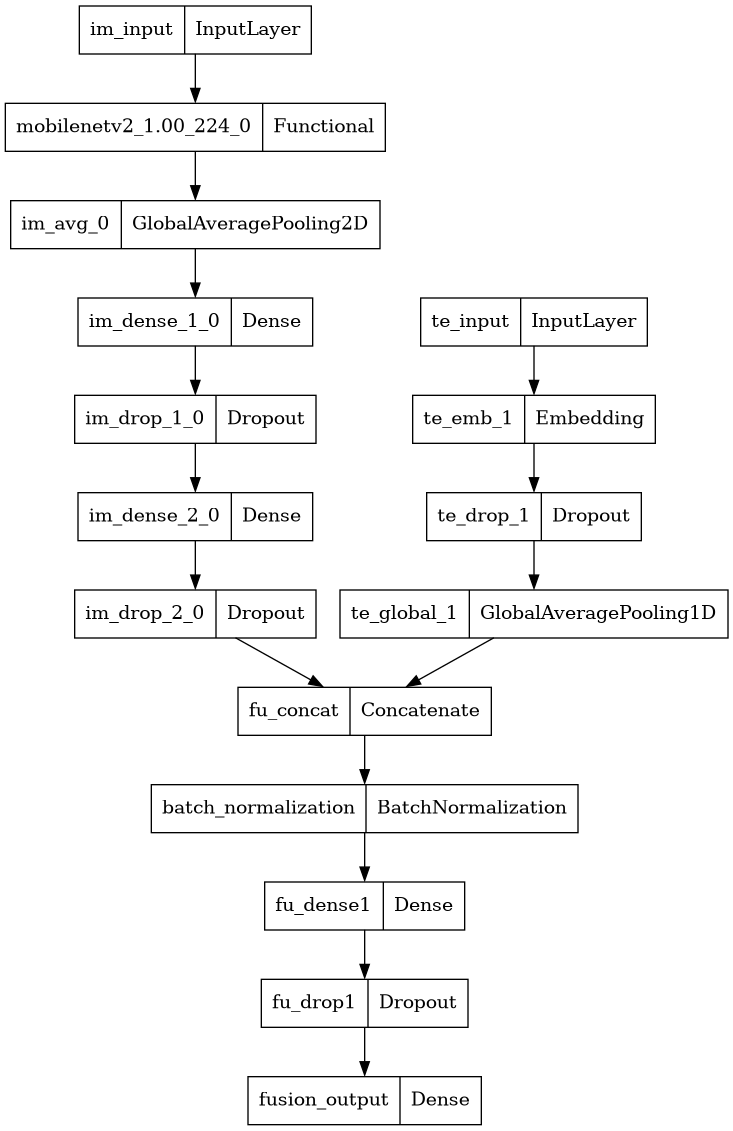 im_input InputLayer
mobilenetv2_1.00_224_0 Functional
im_avg_0 GlobalAveragePooling2D
im_dense_1_0 Dense
te_input InputLayer
im_drop_1_0 Dropout
te_emb_1 Embedding
im_dense_2_0 Dense
te_drop_1 Dropout
im_drop_2_0 Dropout
te_global_1 GlobalAveragePooling1D
fu_concat Concatenate
batch_normalization BatchNormalization
fu_dense1 Dense
fu_drop1 Dropout
fusion_output Dense